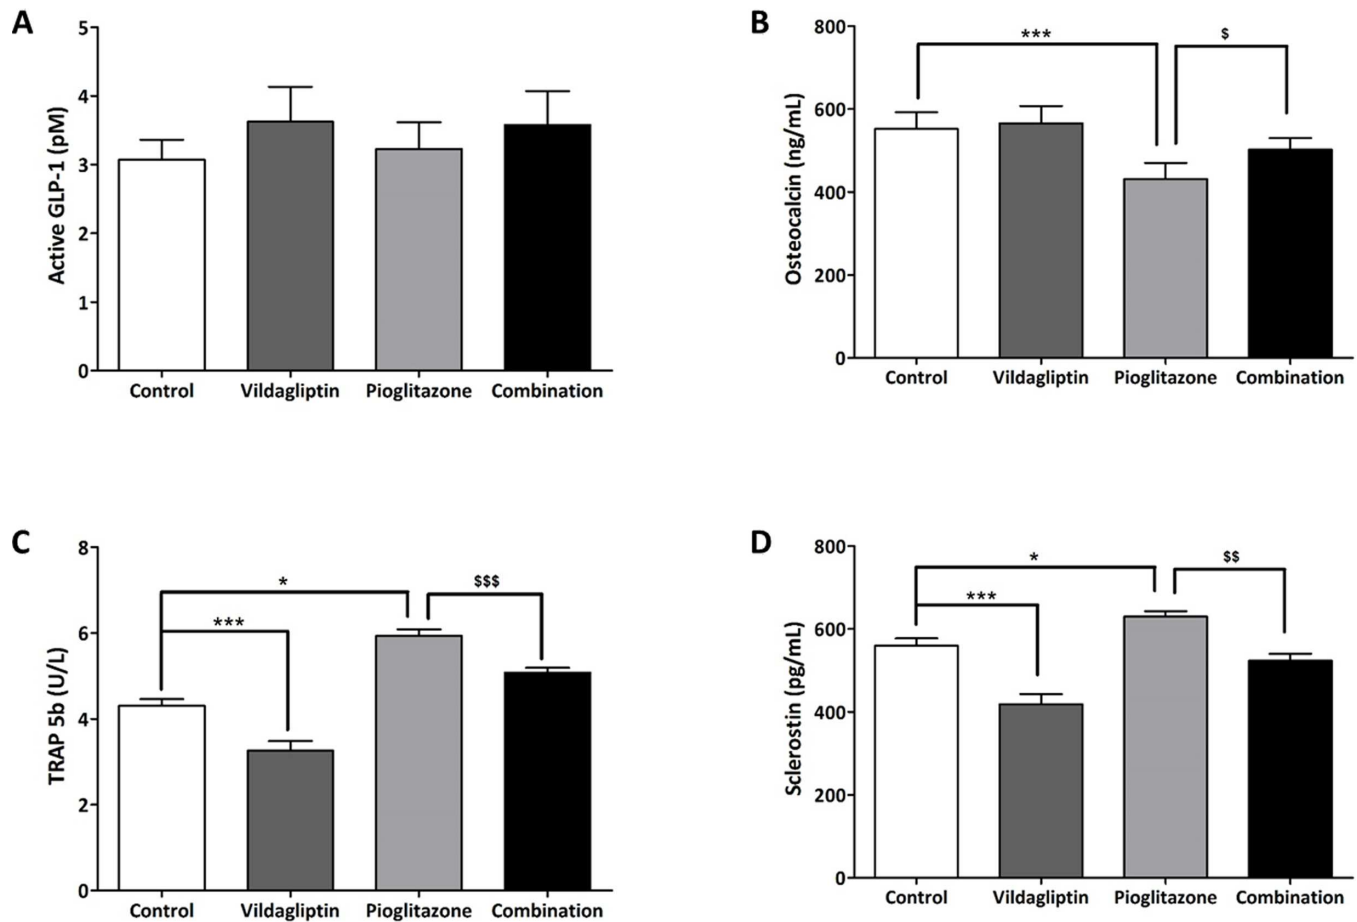 A
Active GLP-1 (pM)
5
4
3
2
1
0
Control Vildagliptin Pioglitazone Combination
B
Osteocalcin (ng/mL)
800
600
400
200
0
*** $
Control Vildagliptin Pioglitazone Combination
C
TRAP 5b (U/L)
8
6
4
2
0
* $$$
***
Control Vildagliptin Pioglitazone Combination
D
Sclerostin (pg/mL)
800
600
400
200
0
* $$
***
Control Vildagliptin Pioglitazone Combination